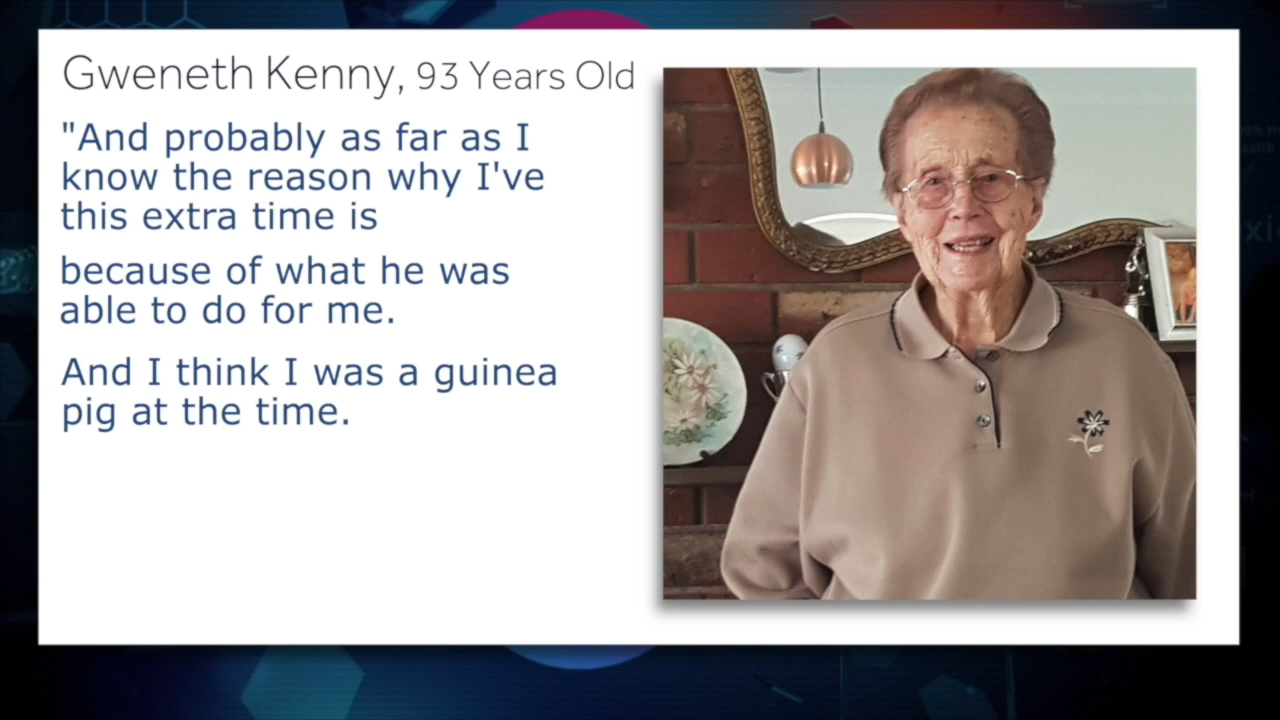 Gweneth Kenny, 93 Years Old
"And probably as far as I
know the reason why I've
this extra time is
because of what he was
able to do for me.
And I think I was a guinea
pig at the time.